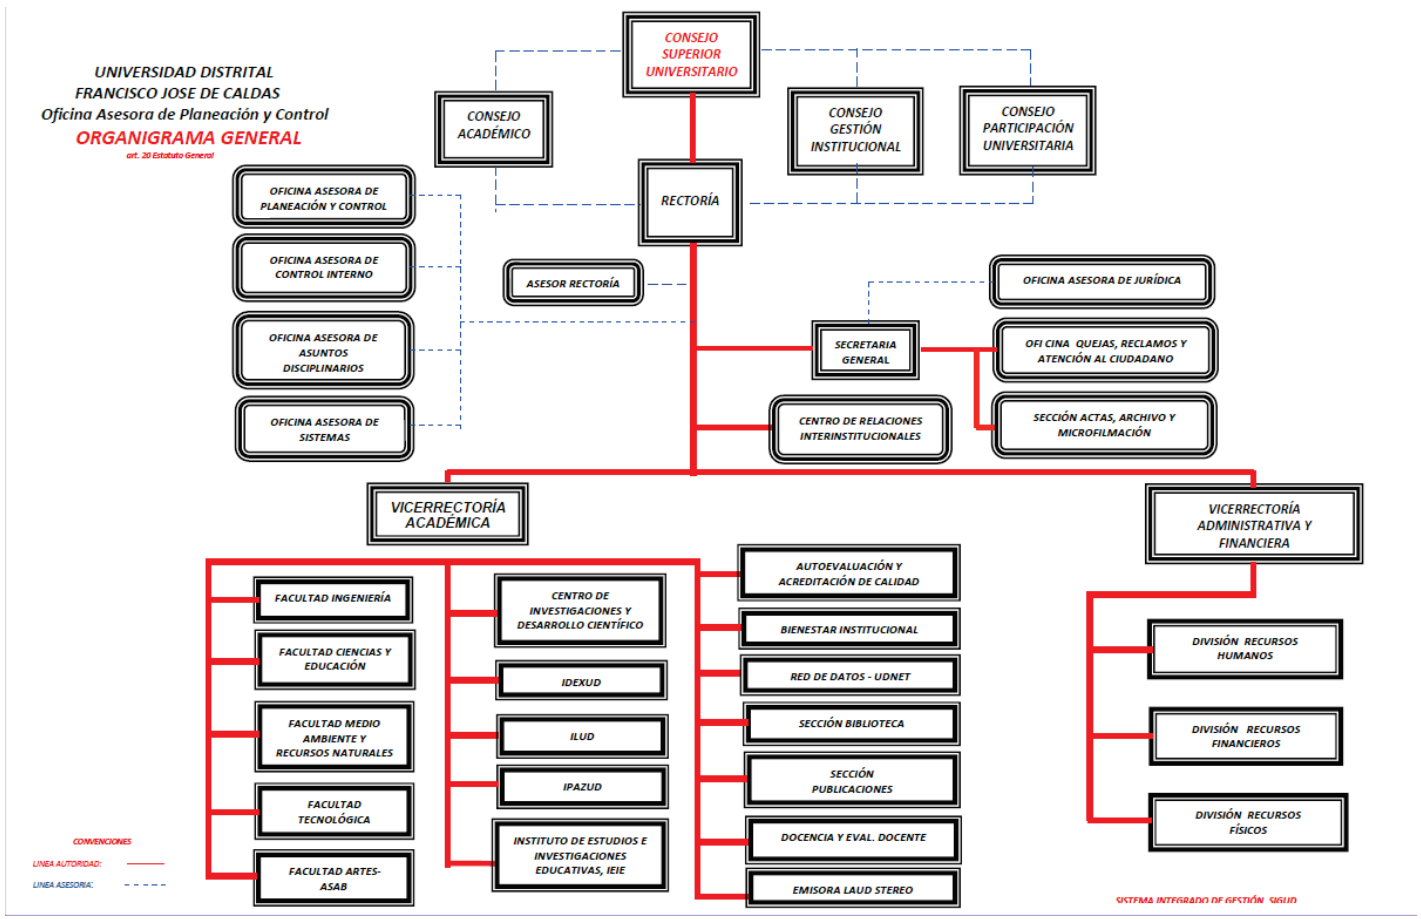 UNIVERSIDAD DISTRITAL
FRANCISCO JOSE DE CALDAS
Oficina Asesora de Planeación y Control
ORGANIGRAMA GENERAL
art. 20 Estatuto General
CONSEJO
SUPERIOR
UNIVERSITARIO
CONSEJO
ACADÉMICO
CONSEJO
GESTIÓN
INSTITUCIONAL
CONSEJO
PARTICIPACIÓN
UNIVERSITARIA
RECTORÍA
OFICINA ASESORA DE
PLANEACIÓN Y CONTROL
OFICINA ASESORA DE
CONTROL INTERNO
OFICINA ASESORA DE
ASUNTOS
DISCIPLINARIOS
OFICINA ASESORA DE
SISTEMAS
ASESOR RECTORÍA
OFICINA ASESORA DE JURÍDICA
SECRETARIA
GENERAL
OFI CINA QUEJAS, RECLAMOS Y
ATENCIÓN AL CIUDADANO
CENTRO DE RELACIONES
INTERINSTITUCIONALES
SECCIÓN ACTAS, ARCHIVO Y
MICROFILMACIÓN
VICERRECTORÍA
ACADÉMICA
VICERRECTORÍA
ADMINISTRATIVA Y
FINANCIERA
FACULTAD INGENIERÍA
FACULTAD CIENCIAS Y
EDUCACIÓN
FACULTAD MEDIO
AMBIENTE Y
RECURSOS NATURALES
FACULTAD
TECNOLÓGICA
FACULTAD ARTES-
ASAB
CENTRO DE
INVESTIGACIONES Y
DESARROLLO CIENTÍFICO
IDEXUD
ILUD
IPAZUD
INSTITUTO DE ESTUDIOS E
INVESTIGACIONES
EDUCATIVAS, IEIE
AUTOEVALUACIÓN Y
ACREDITACIÓN DE CALIDAD
BIENESTAR INSTITUCIONAL
RED DE DATOS - UDNET
SECCIÓN BIBLIOTECA
SECCIÓN
PUBLICACIONES
DOCENCIA Y EVAL. DOCENTE
EMISORA LAUD STEREO
DIVISIÓN RECURSOS
HUMANOS
DIVISIÓN RECURSOS
FINANCIEROS
DIVISIÓN RECURSOS
FÍSICOS
CONVENCIONES
LINEA AUTORIDAD:
LINEA ASESORIA:
SISTEMA INTEGRADO DE GESTIÓN SIGUD